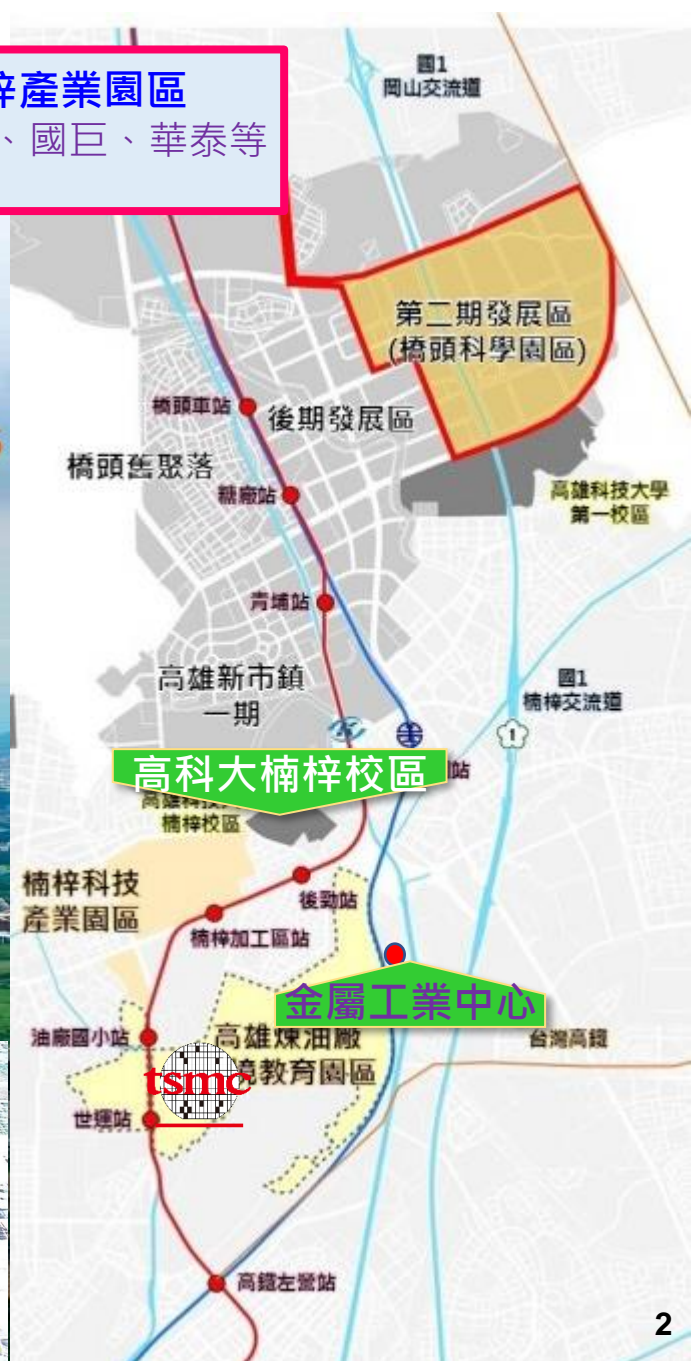 梓產業園區
、國巨、華泰等
國1
岡山交流道
第二期發展區
(橋頭科學園區)
橋頭車站
後期發展區
橋頭舊聚落
糖廠站
高雄科技大學
第一校區
青埔站
高雄新市鎮
一期
國1
楠梓交流道
1
高科大楠梓校區
站
高雄科技
楠梓校區
楠梓科技
產業園區
後勁站
楠梓加工區站
金屬工業中心
油廠國小站
高雄煉油廠
台灣高鐵
tsmc
境教育園區
世運站
高鐵左營站
2